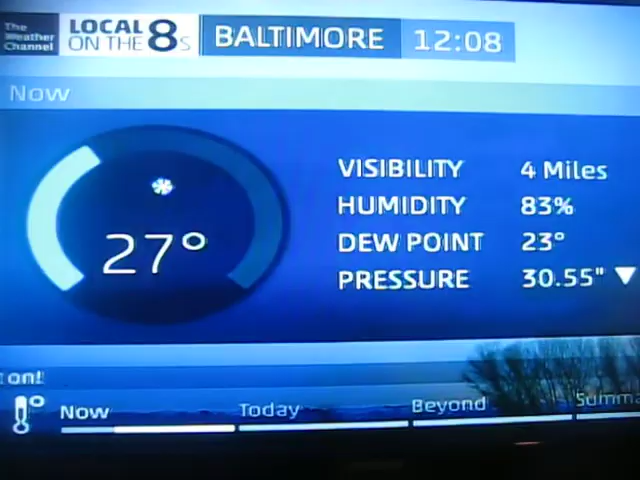 The Weather Channel
LOCAL ON THE 8s
BALTIMORE 12:08
Now
VISIBILITY 4 Miles
27°
HUMIDITY 83%
DEW POINT 23°
PRESSURE 30.55" ▼
on!
° Now Today Beyond Summa